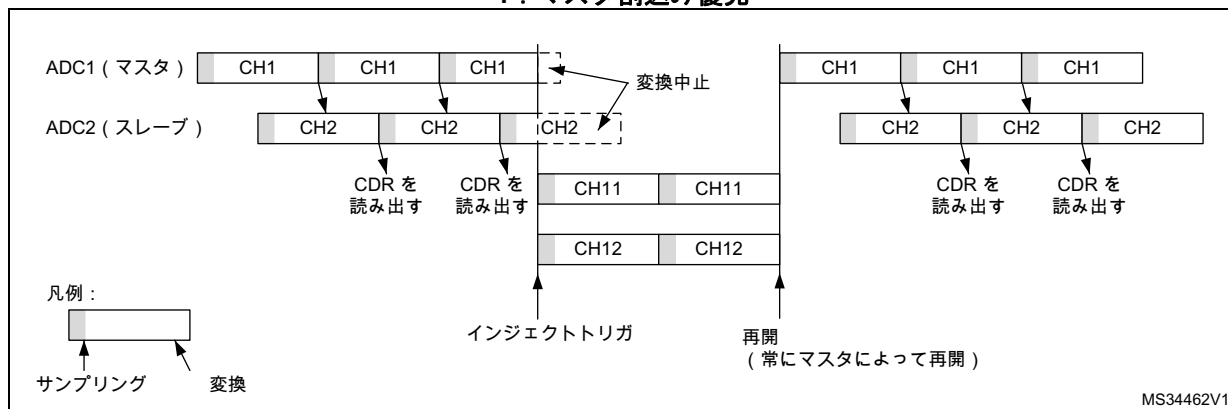 ADC1 ( マスタ ) CH1 CH1 CH1 CH1 CH1 CH1
変換中止
ADC2 ( スレーブ ) CH2 CH2 CH2 CH2 CH2 CH2
CDR を
読み出す
CDR を
読み出す
CDR を
読み出す
CDR を
読み出す
CH11 CH11
CH12 CH12
凡例 :
インジェクトトリガ
再開
( 常にマスタによって再開 )
サンプリング 変換
MS34462V1